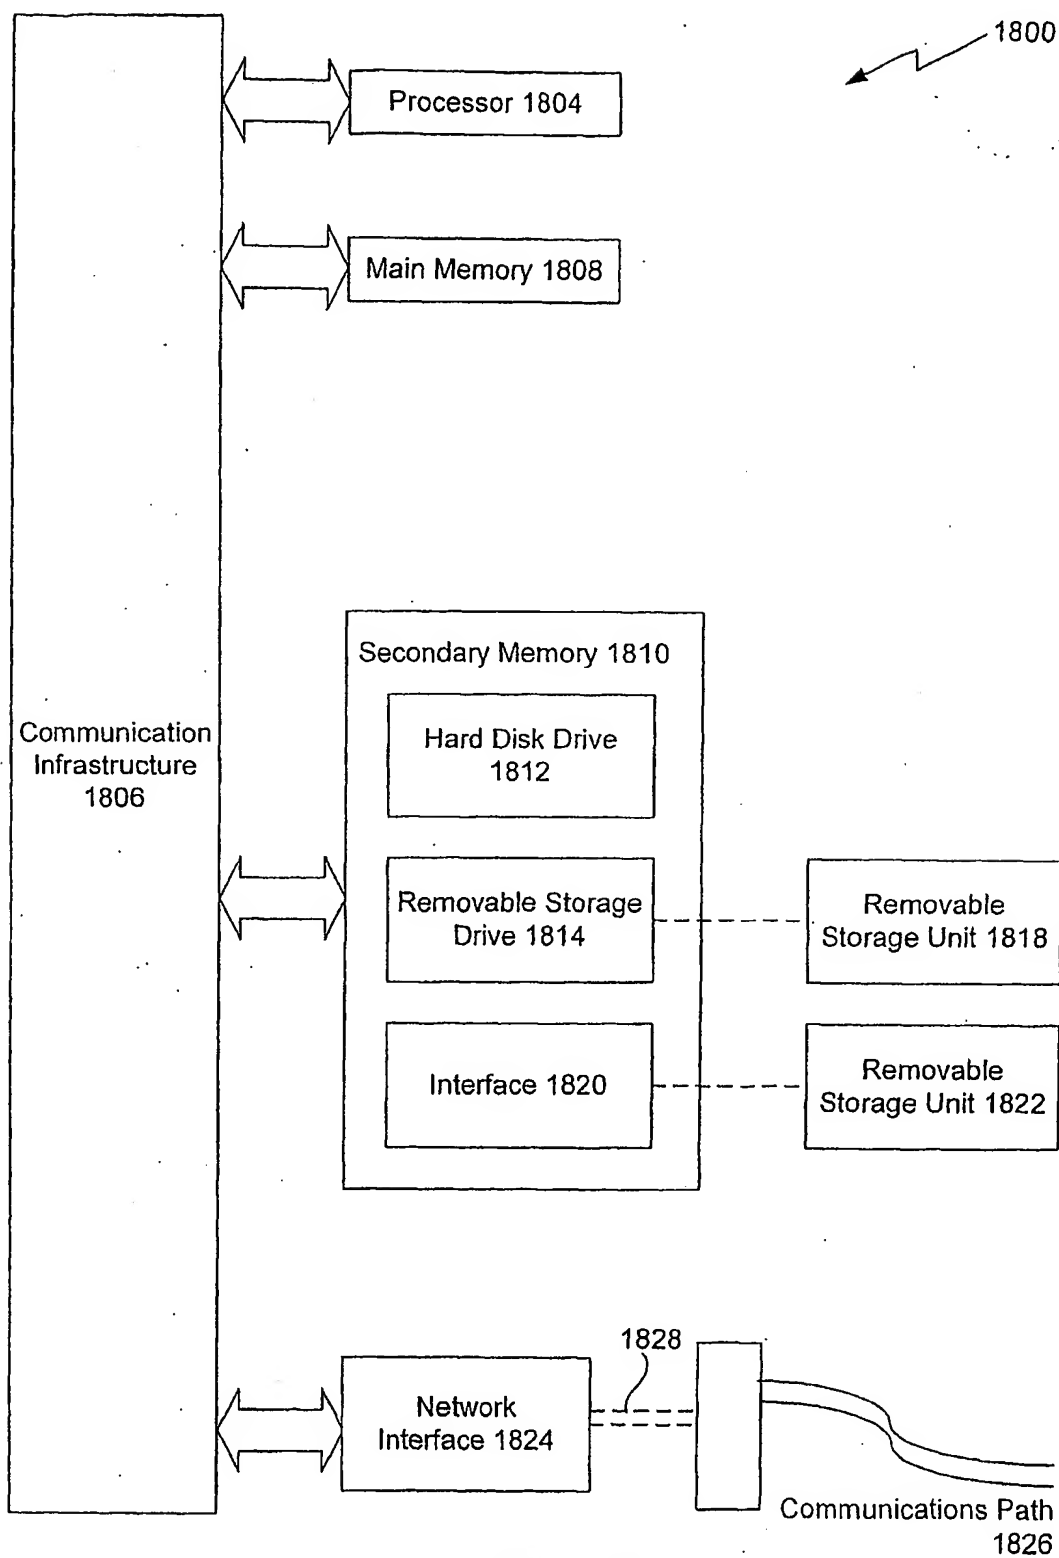 1800
Processor 1804
Main Memory 1808
Secondary Memory 1810
Hard Disk Drive
1812
Communication
Infrastructure
1806
Removable Storage
Drive 1814
Removable
Storage Unit 1818
Interface 1820
Removable
Storage Unit 1822
1828
Network
Interface 1824
Communications Path
1826